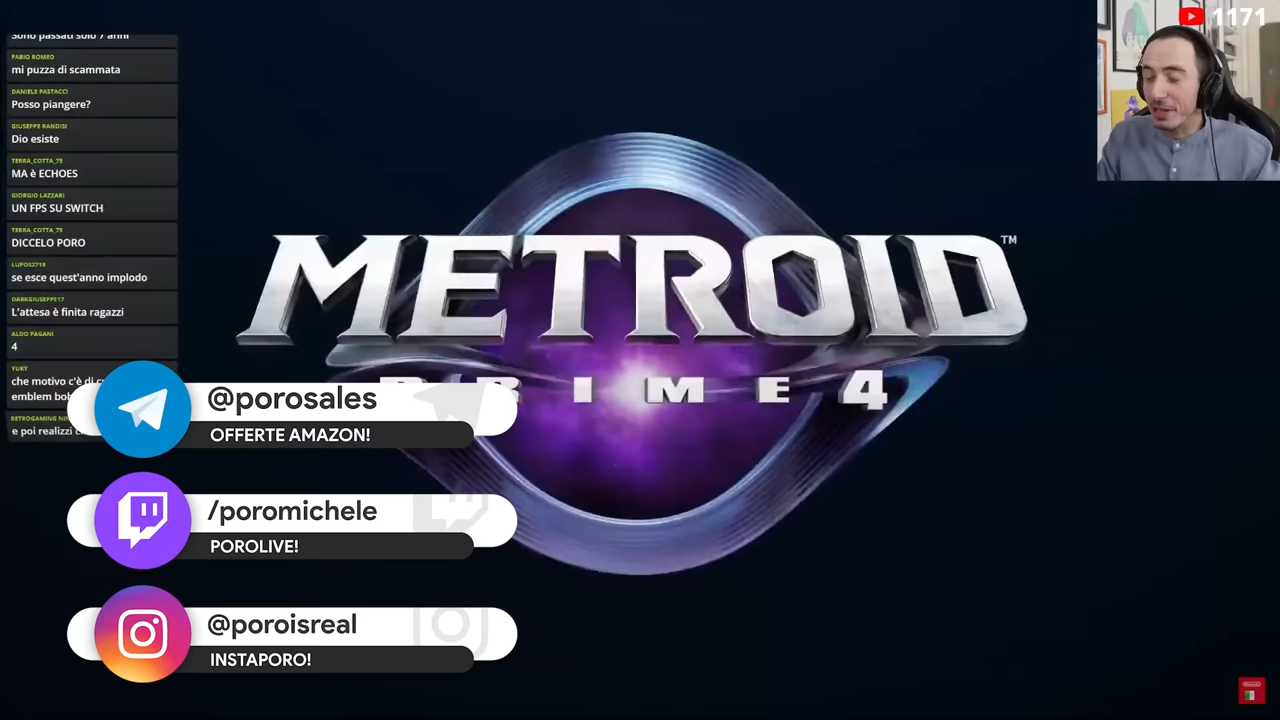 Sono passati solo 7 anni
FABIO ROMEO
mi puzza di scammata
DANIELE PASTACCI
Posso piangere?
GIUSEPPE RANDISI
Dio esiste
TERRA_COTTA_75
MA è ECHOES
GIORGIO LAZZARI
UN FPS SU SWITCH
TERRA_COTTA_75
DICCELO PORO
LUPOS2719
se esce quest'anno implodo
DARKGIUSEPPE17
L'attesa è finita ragazzi
ALDO PAGANI
4
YUKY
che motivo c'è di
emblem
RETROGAMING
e poi realizzi
1171
METROID™
PRIME 4
@porosales
OFFERTE AMAZON!
/poromichele
POROLIVE!
@poroisreal
INSTAPORO!